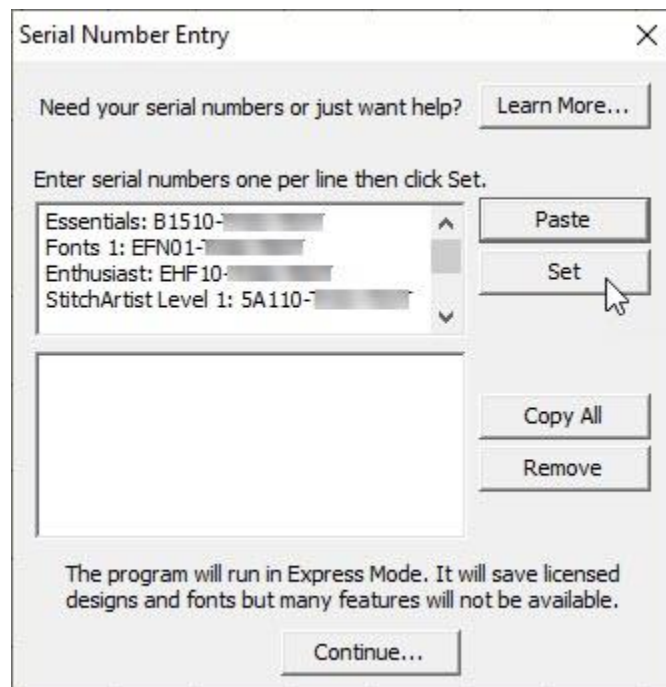 Serial Number Entry
Need your serial numbers or just want help?
Learn More...
Enter serial numbers one per line then click Set.
Essentials: B1510-
Fonts 1: EFN01-
Enthusiast: EHF10-
StitchArtist Level 1: 5A110-
Paste
Set
Copy All
Remove
The program will run in Express Mode. It will save licensed
designs and fonts but many features will not be available.
Continue...